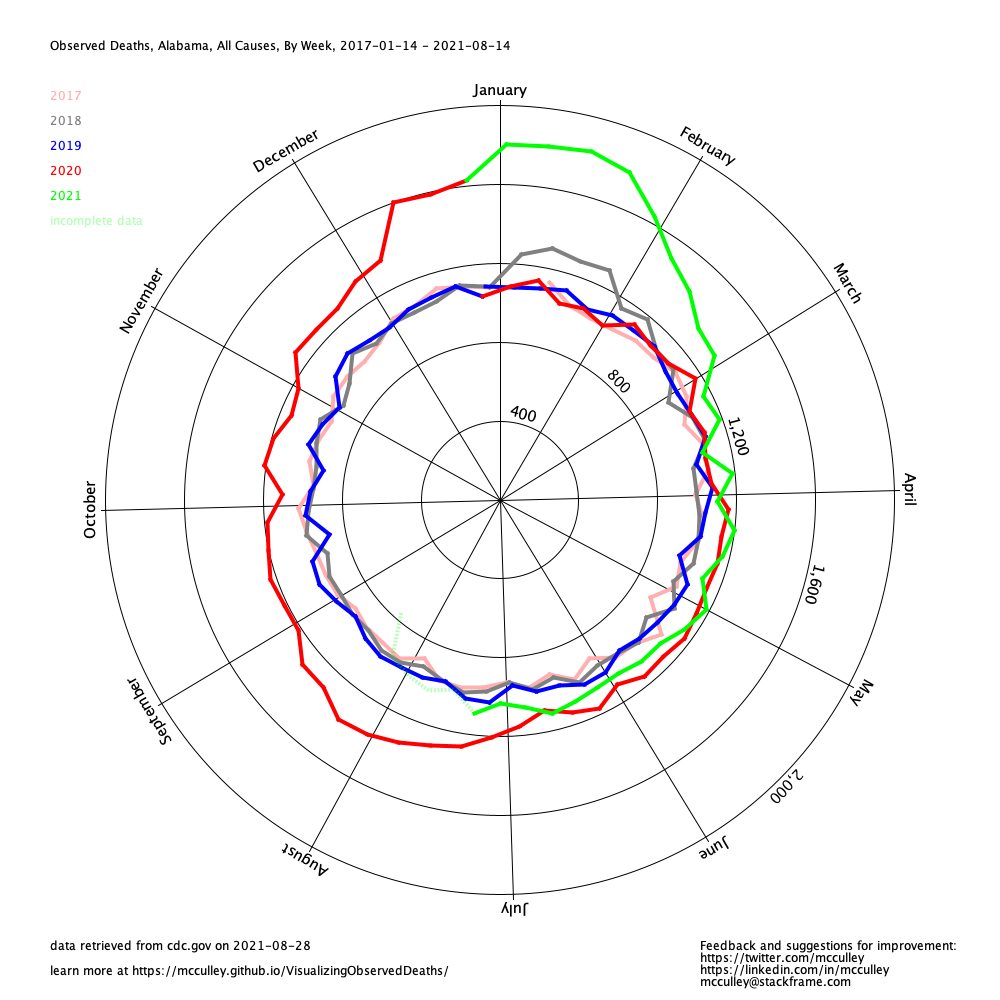 Observed Deaths, Alabama, All Causes, By Week, 2017-01-14 - 2021-08-14
2017
2018
2019
2020
2021
incomplete data
January
February
March
April
May
June
July
August
September
October
November
December
400
800
1,200
1,600
2,000
data retrieved from cdc.gov on 2021-08-28
learn more at https://mcculley.github.io/VisualizingObservedDeaths/
Feedback and suggestions for improvement:
https://twitter.com/mcculley
https://linkedin.com/in/mcculley
mcculley@stackframe.com